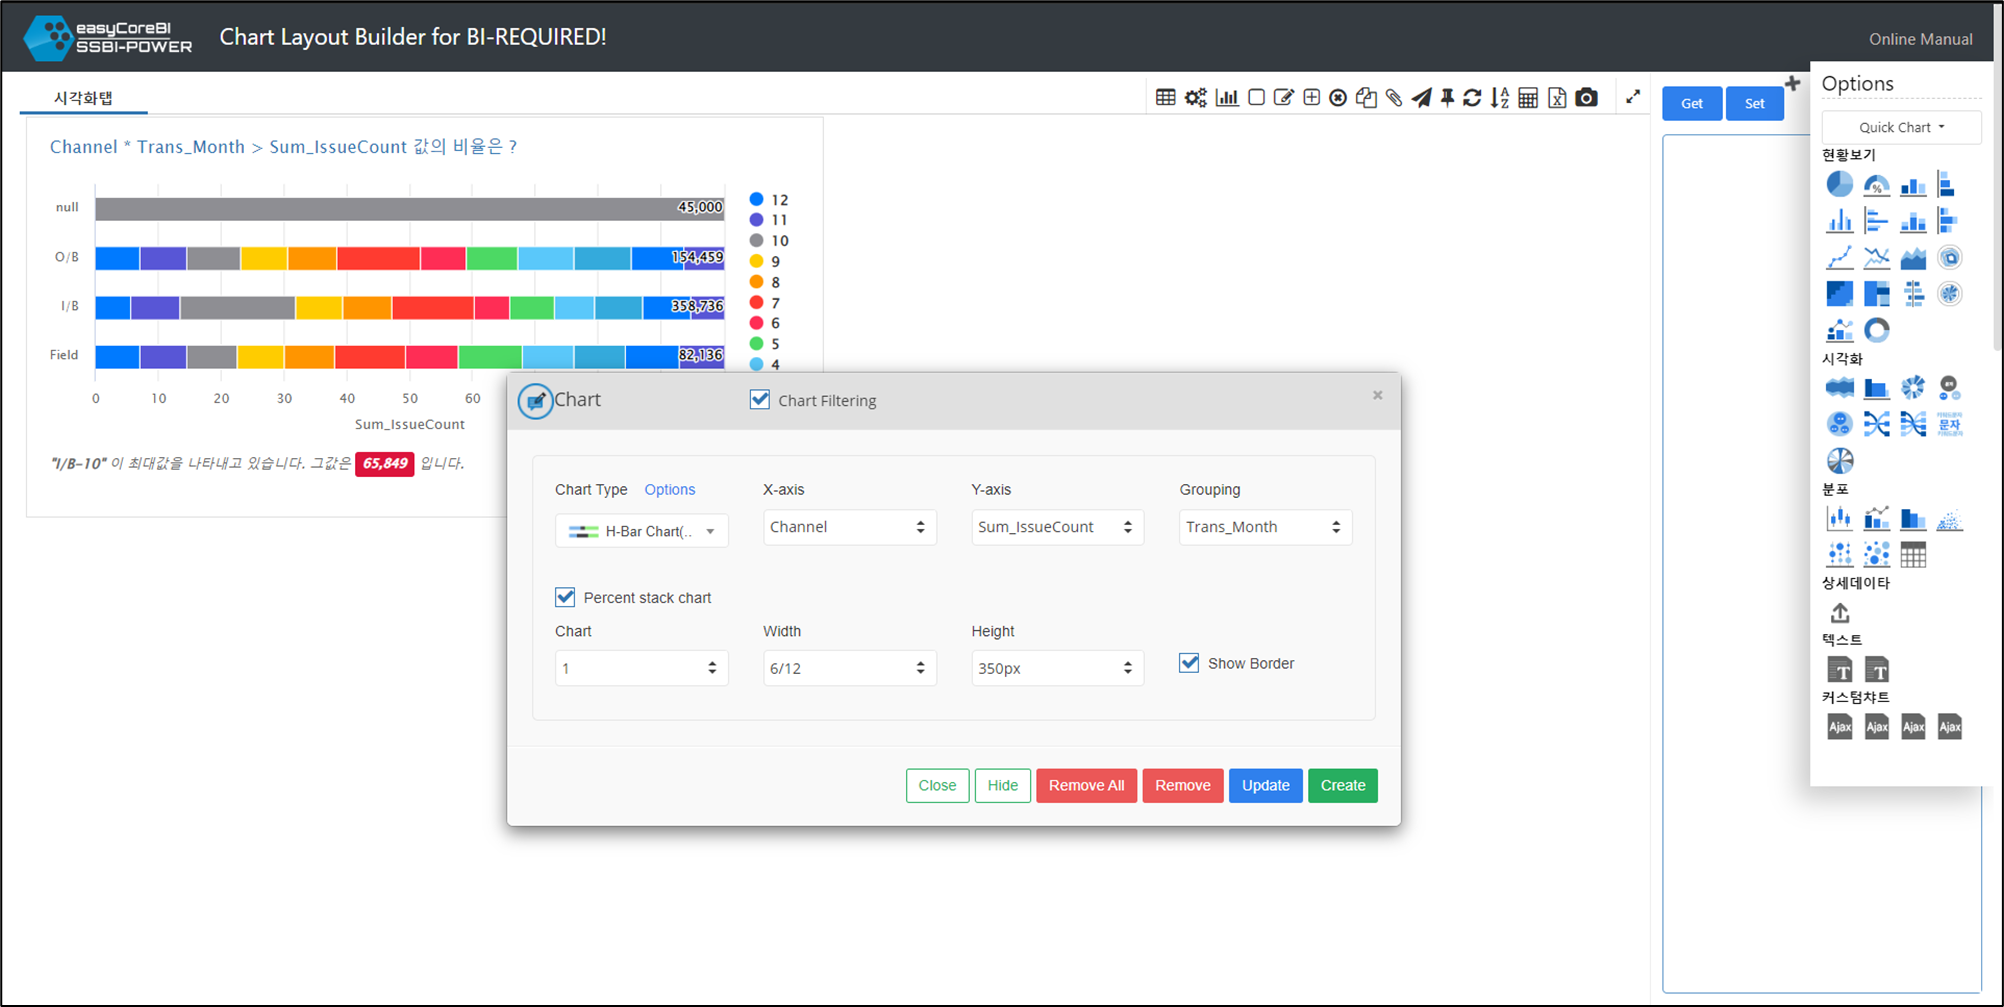 easyCoreBI
SSBI-POWER
Chart Layout Builder for BI-REQUIRED!
Online Manual
시각화탭
Get
Set
Options
Quick Chart
현황보기
%
시각화
문자
분포
상세데이타
텍스트
T
T
커스텀차트
Ajax
Ajax
Ajax
Ajax
Channel * Trans_Month > Sum_IssueCount 값의 비율은 ?
null
45,000
O/B
154,459
I/B
358,736
Field
82,136
0
10
20
30
40
50
60
Sum_IssueCount
12
11
10
9
8
7
6
5
4
"I/B-10" 이 최대값을 나타내고 있습니다. 그값은 65,849 입니다.
Chart
Chart Filtering
×
Chart Type
Options
X-axis
Y-axis
Grouping
H-Bar Chart(..
Channel
Sum_IssueCount
Trans_Month
Percent stack chart
Chart
Width
Height
1
6/12
350px
Show Border
Close
Hide
Remove All
Remove
Update
Create